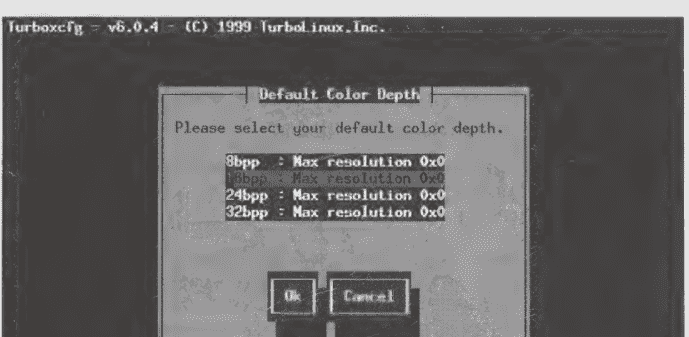 Turboxcfg - v6.0.4 - (C) 1999 TurboLinux,Inc.
Default Color Depth
Please select your default color depth.
8bpp : Max resolution 0x0
16bpp : Max resolution 0x0
24bpp : Max resolution 0x0
32bpp : Max resolution 0x0
Ok Cancel